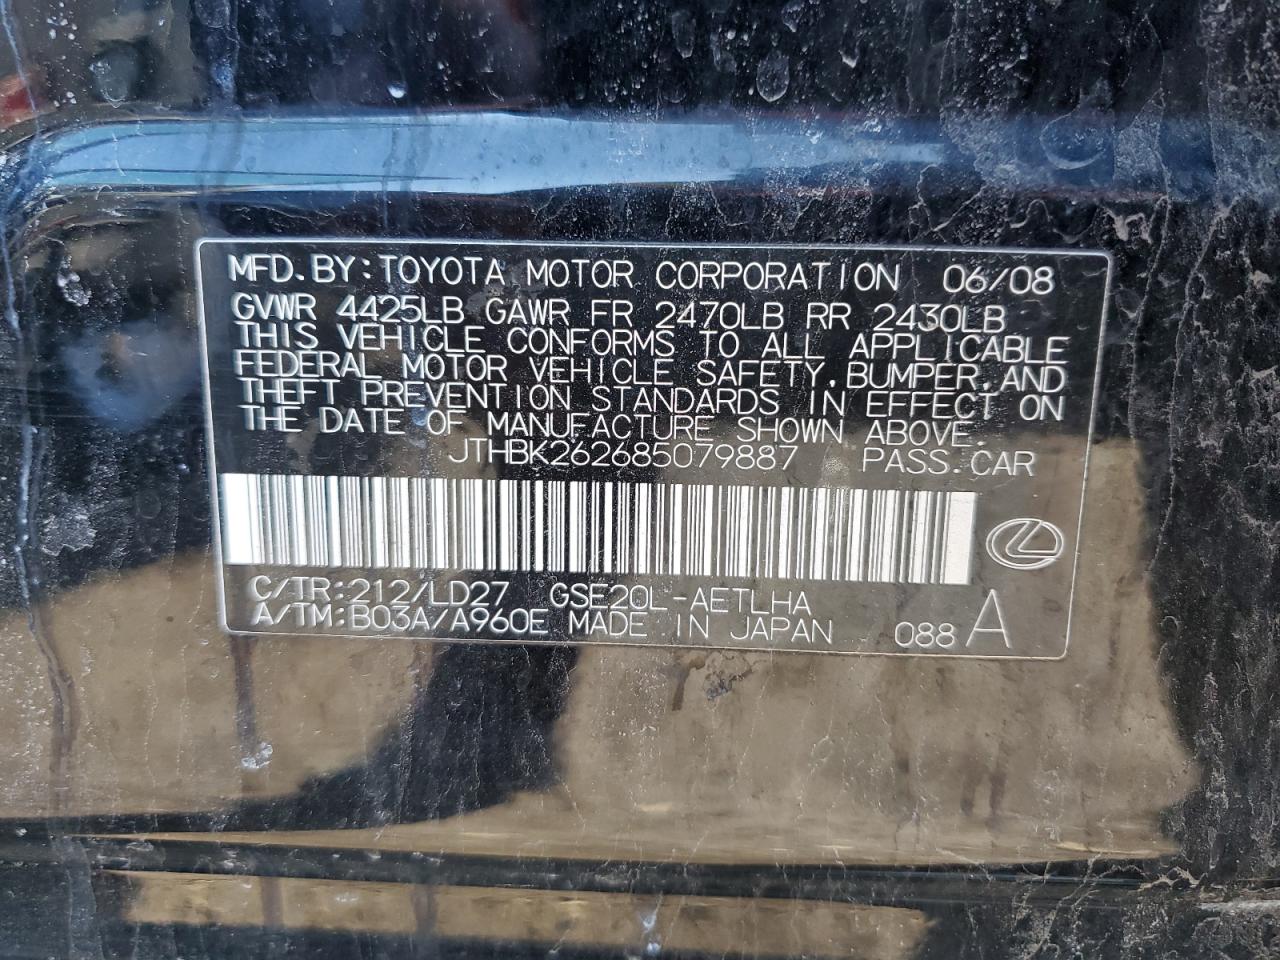 MFD.BY:TOYOTA MOTOR CORPORATION 06/08
GVWR 4425LB GAWR FR 2470LB RR 2430LB
THIS VEHICLE CONFORMS TO ALL APPLICABLE
FEDERAL MOTOR VEHICLE SAFETY,BUMPER,AND
THEFT PREVENTION STANDARDS IN EFFECT ON
THE DATE OF MANUFACTURE SHOWN ABOVE.
JTHBK262685079887 PASS.CAR
C/TR:212/LD27 GSE20L-AETLHA
A/TM:B03A/A960E MADE IN JAPAN 088 A